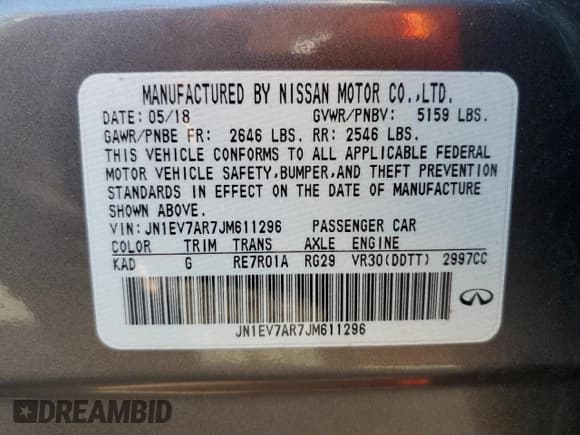 MANUFACTURED BY NISSAN MOTOR CO.,LTD.
DATE: 05/18 GVWR/PNBV: 5159 LBS.
GAWR/PNBE FR: 2646 LBS. RR: 2546 LBS.
THIS VEHICLE CONFORMS TO ALL APPLICABLE FEDERAL
MOTOR VEHICLE SAFETY,BUMPER,AND THEFT PREVENTION
STANDARDS IN EFFECT ON THE DATE OF MANUFACTURE
SHOWN ABOVE.
VIN: JN1EV7AR7JM611296 PASSENGER CAR
COLOR TRIM TRANS AXLE ENGINE
KAD G RE7R01A RG29 VR30(DDTT) 2997CC
JN1EV7AR7JM611296
DREAMBID